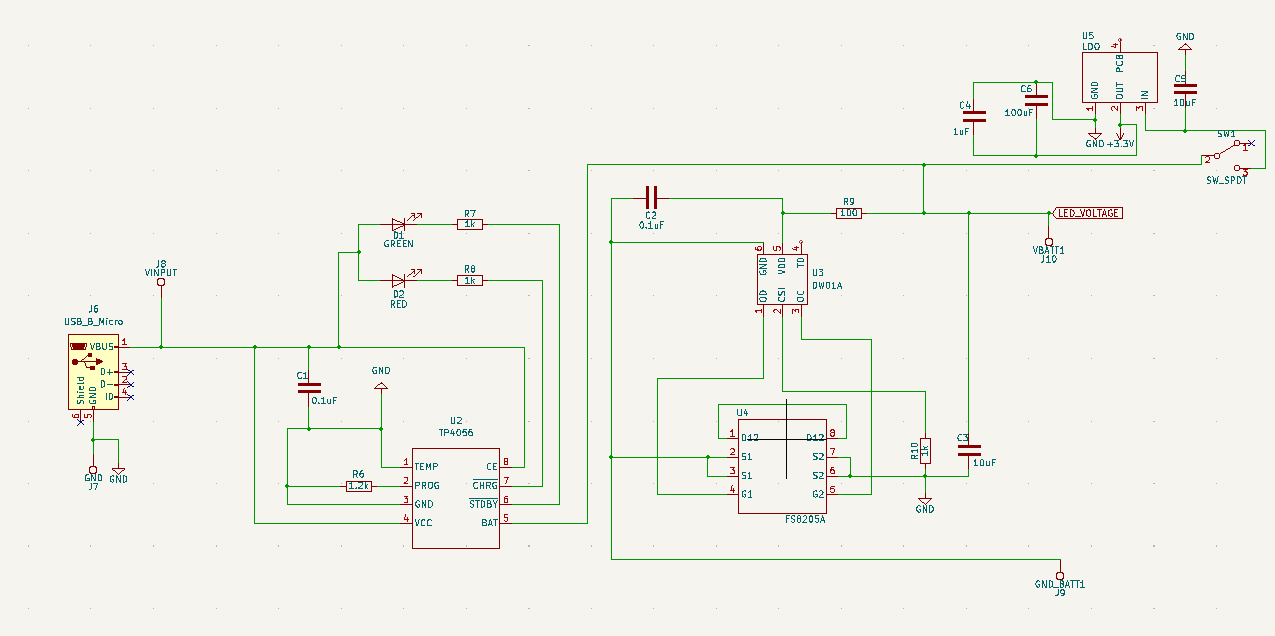 U5
LDO
4
PCB
GND
OUT
IN
1
2
3
GND
C5
10uF
C6
100uF
C4
1uF
GND
+3.3V
SW1
1
2
3
SW_SPDT
C2
0.1uF
R9
100
LED_VOLTAGE
VBATT1
J10
D1
GREEN
R7
1k
D2
RED
R8
1k
6
5
4
GND
VDD
TD
U3
DW01A
OD
CSI
OC
1
2
3
J8
VINPUT
J6
USB_B_Micro
VBUS
1
D+
3
D-
2
ID
4
Shield
GND
6
5
GND
J7
GND
C1
0.1uF
GND
U2
TP4056
1
TEMP
CE
8
R6
1.2k
2
PROG
CHRG
7
3
GND
STDBY
6
4
VCC
BAT
5
U4
1
D12
D12
8
2
S1
S2
7
3
S1
S2
6
4
G1
G2
5
FS8205A
R10
1k
C3
10uF
GND
GND_BATT1
J9